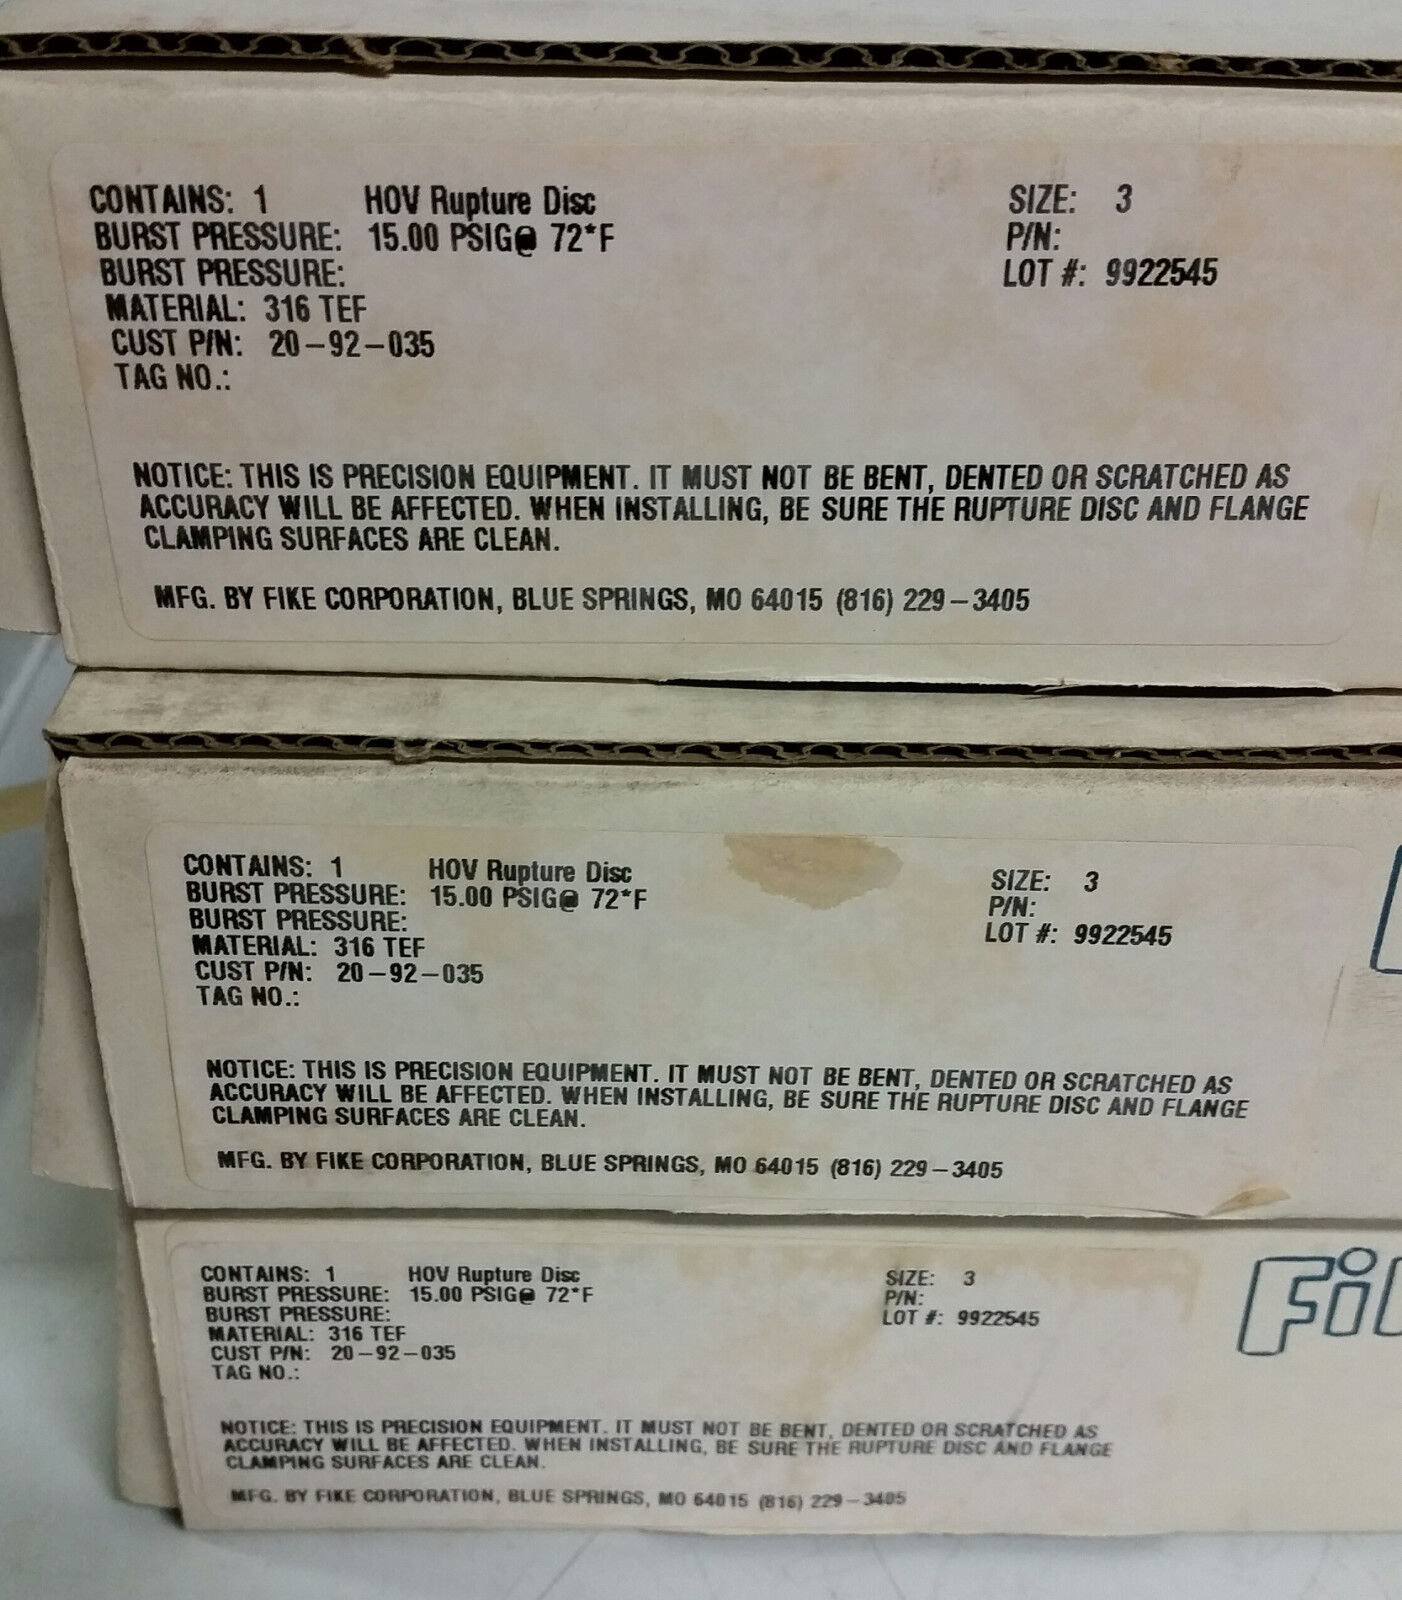 CONTAINS: 1 HOV Rupture Disc SIZE: 3
BURST PRESSURE: 15.00 PSIG@ 72*F P/N:
BURST PRESSURE: LOT #: 9922545
MATERIAL: 316 TEF
CUST P/N: 20-92-035
TAG NO.:
NOTICE: THIS IS PRECISION EQUIPMENT. IT MUST NOT BE BENT, DENTED OR SCRATCHED AS
ACCURACY WILL BE AFFECTED. WHEN INSTALLING, BE SURE THE RUPTURE DISC AND FLANGE
CLAMPING SURFACES ARE CLEAN.
MFG. BY FIKE CORPORATION, BLUE SPRINGS, MO 64015 (816) 229-3405
CONTAINS: 1 HOV Rupture Disc SIZE: 3
BURST PRESSURE: 15.00 PSIG@ 72*F P/N:
BURST PRESSURE: LOT #: 9922545
MATERIAL: 316 TEF
CUST P/N: 20-92-035
TAG NO.:
NOTICE: THIS IS PRECISION EQUIPMENT. IT MUST NOT BE BENT, DENTED OR SCRATCHED AS
ACCURACY WILL BE AFFECTED. WHEN INSTALLING, BE SURE THE RUPTURE DISC AND FLANGE
CLAMPING SURFACES ARE CLEAN.
MFG. BY FIKE CORPORATION, BLUE SPRINGS, MO 64015 (816) 229-3405
CONTAINS: 1 HOV Rupture Disc SIZE: 3
BURST PRESSURE: 15.00 PSIG@ 72*F P/N:
BURST PRESSURE: LOT #: 9922545
MATERIAL: 316 TEF
CUST P/N: 20-92-035
TAG NO.:
NOTICE: THIS IS PRECISION EQUIPMENT. IT MUST NOT BE BENT, DENTED OR SCRATCHED AS
ACCURACY WILL BE AFFECTED. WHEN INSTALLING, BE SURE THE RUPTURE DISC AND FLANGE
CLAMPING SURFACES ARE CLEAN.
MFG. BY FIKE CORPORATION, BLUE SPRINGS, MO 64015 (816) 229-3405